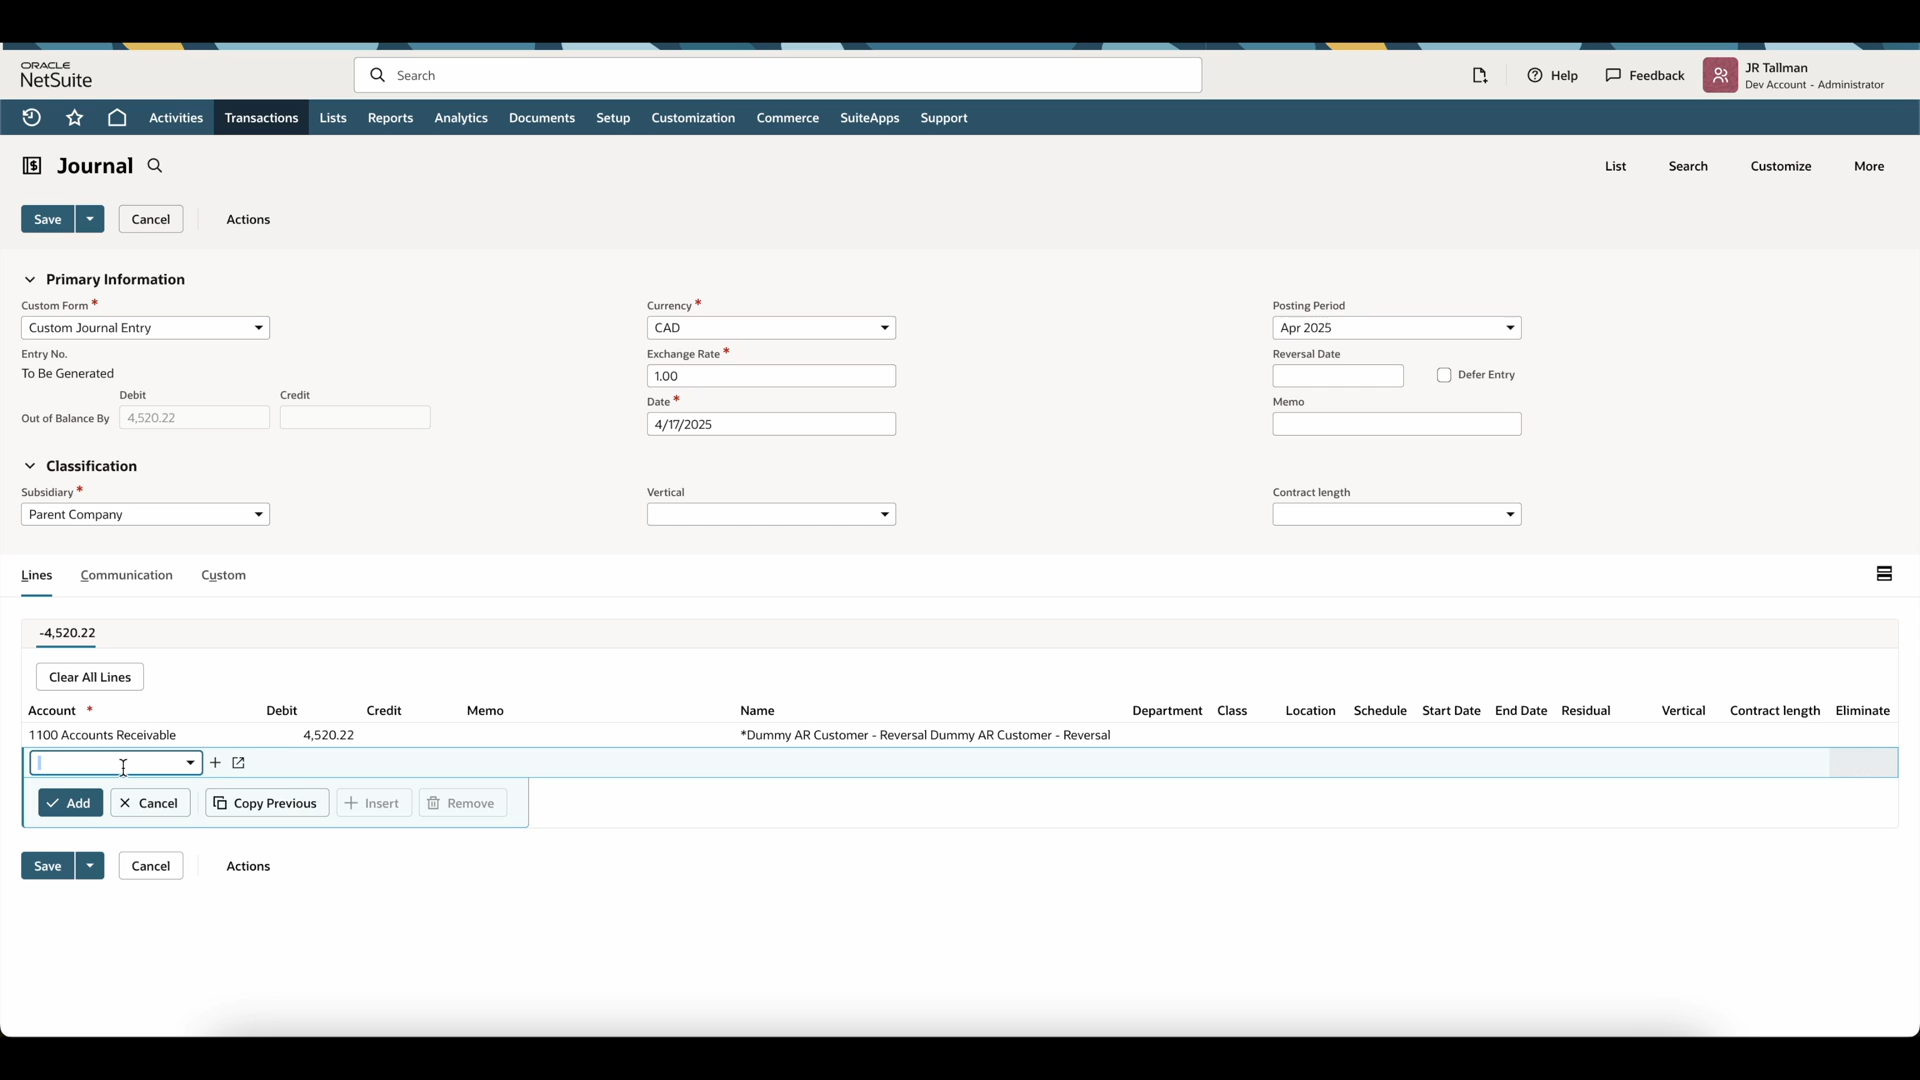 ORACLE
NetSuite
Search
Help
Feedback
JR Tallman
Dev Account - Administrator
Activities
Transactions
Lists
Reports
Analytics
Documents
Setup
Customization
Commerce
SuiteApps
Support
Journal
List
Search
Customize
More
Save
Cancel
Actions
Primary Information
Custom Form *
Custom Journal Entry
Entry No.
To Be Generated
Debit
Credit
Out of Balance By
4,520.22
Currency *
CAD
Exchange Rate *
1.00
Date *
4/17/2025
Posting Period
Apr 2025
Reversal Date
Defer Entry
Memo
Classification
Subsidiary *
Parent Company
Vertical
Contract length
Lines
Communication
Custom
-4,520.22
Clear All Lines
Account * Debit Credit Memo Name Department Class Location Schedule Start Date End Date Residual Vertical Contract length Eliminate
1100 Accounts Receivable 4,520.22 *Dummy AR Customer - Reversal Dummy AR Customer - Reversal
Add
Cancel
Copy Previous
Insert
Remove
Save
Cancel
Actions